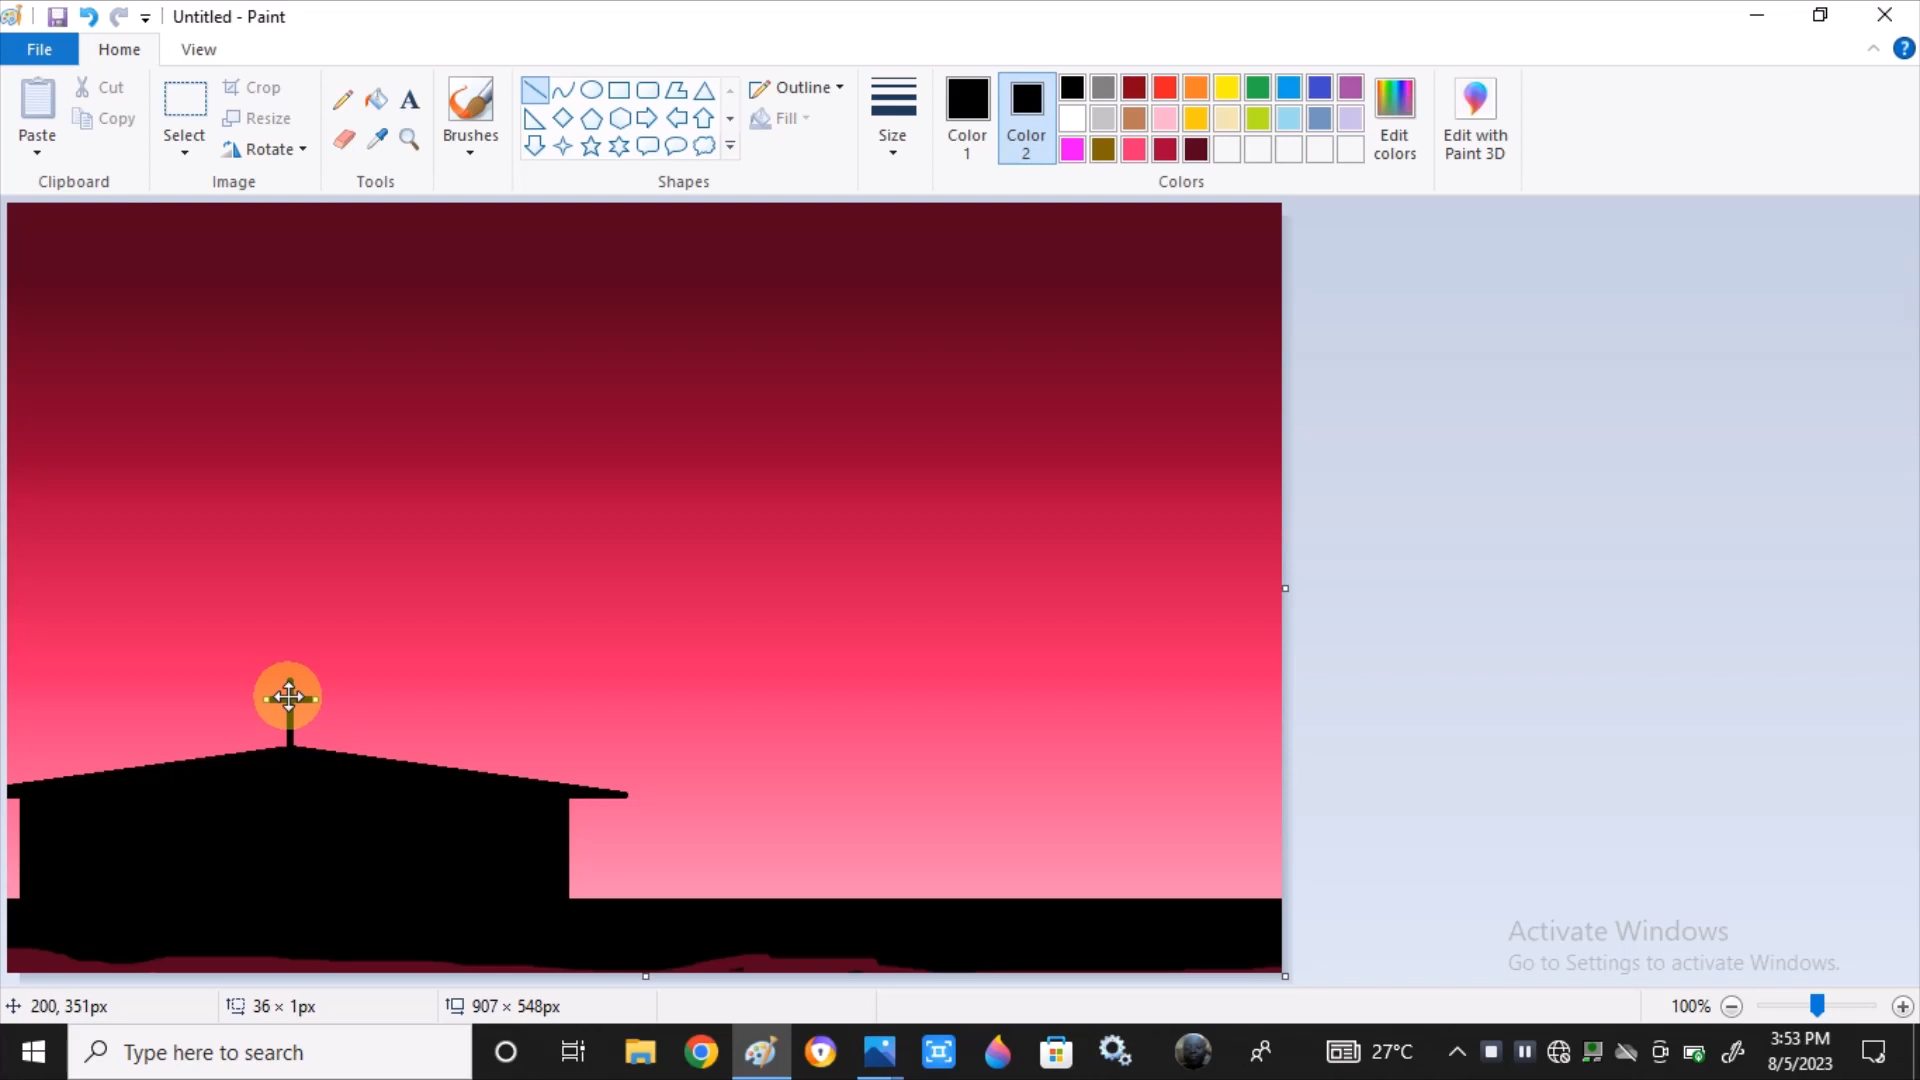 Untitled - Paint
File Home View
Paste
Cut
Copy
Clipboard
Select
Crop
Resize
Rotate
Image
A
Tools
Brushes
Shapes
Outline
Fill
Size
Color 1
Color 2
Edit colors
Colors
Edit with Paint 3D
?
Activate Windows
Go to Settings to activate Windows.
200, 351px 36 × 1px 907 × 548px 100%
Type here to search
27°C
3:53 PM
8/5/2023